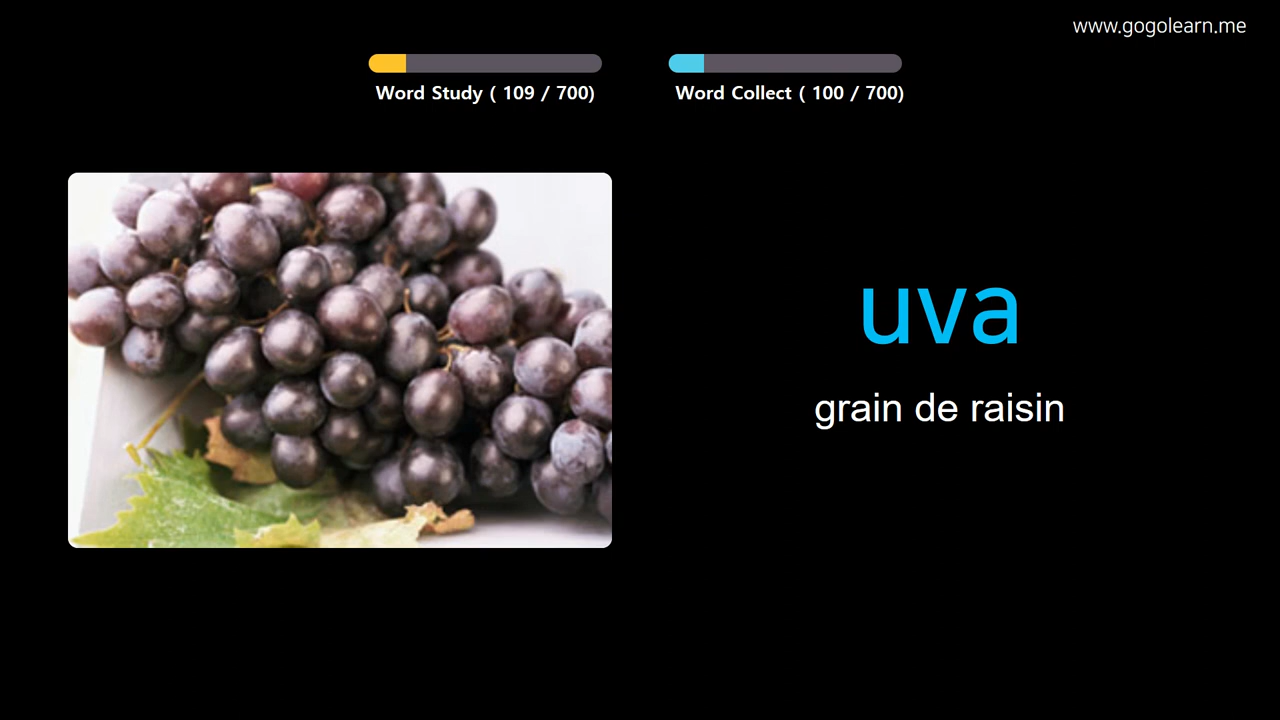 www.gogolearn.me
Word Study ( 109 / 700)
Word Collect ( 100 / 700)
uva
grain de raisin